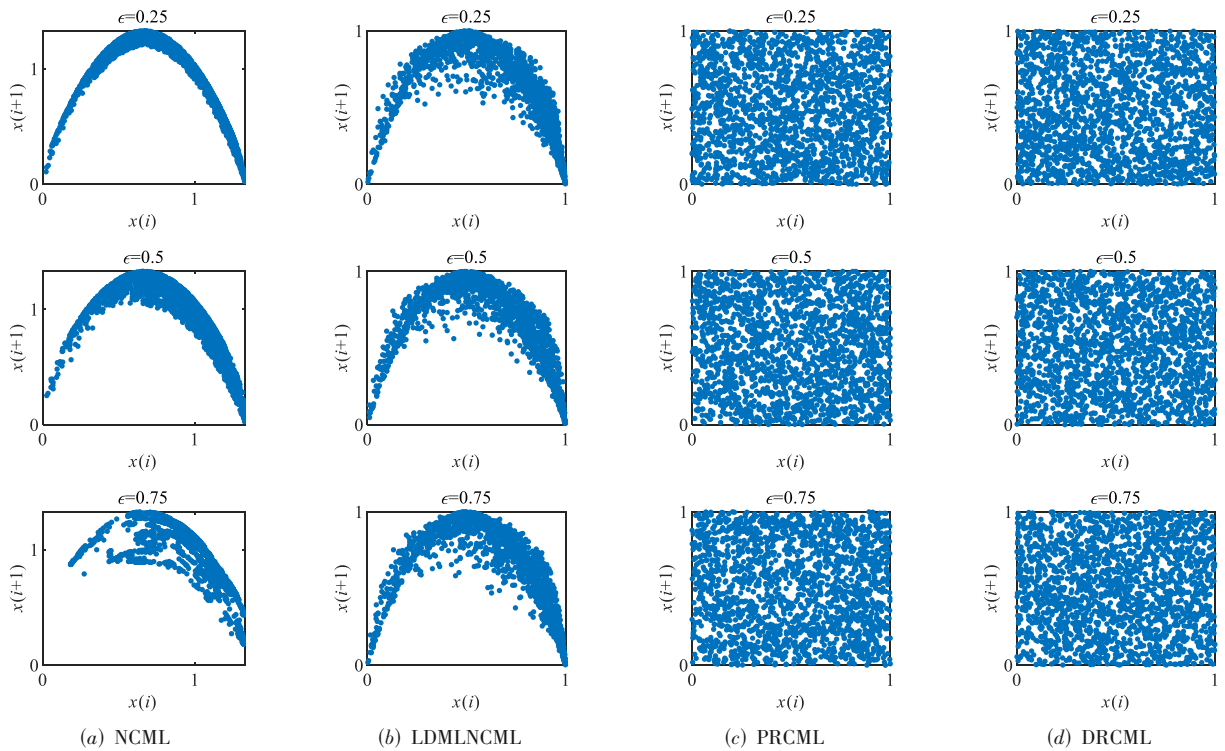 ϵ=0.25
x(i+1)
1
0
0
1
x(i)
ϵ=0.25
x(i+1)
1
0
0
1
x(i)
ϵ=0.25
x(i+1)
1
0
0
1
x(i)
ϵ=0.25
x(i+1)
1
0
0
1
x(i)
ϵ=0.5
x(i+1)
1
0
0
1
x(i)
ϵ=0.5
x(i+1)
1
0
0
1
x(i)
ϵ=0.5
x(i+1)
1
0
0
1
x(i)
ϵ=0.5
x(i+1)
1
0
0
1
x(i)
ϵ=0.75
x(i+1)
1
0
0
1
x(i)
ϵ=0.75
x(i+1)
1
0
0
1
x(i)
ϵ=0.75
x(i+1)
1
0
0
1
x(i)
ϵ=0.75
x(i+1)
1
0
0
1
x(i)
(a) NCML
(b) LDMLNCML
(c) PRCML
(d) DRCML